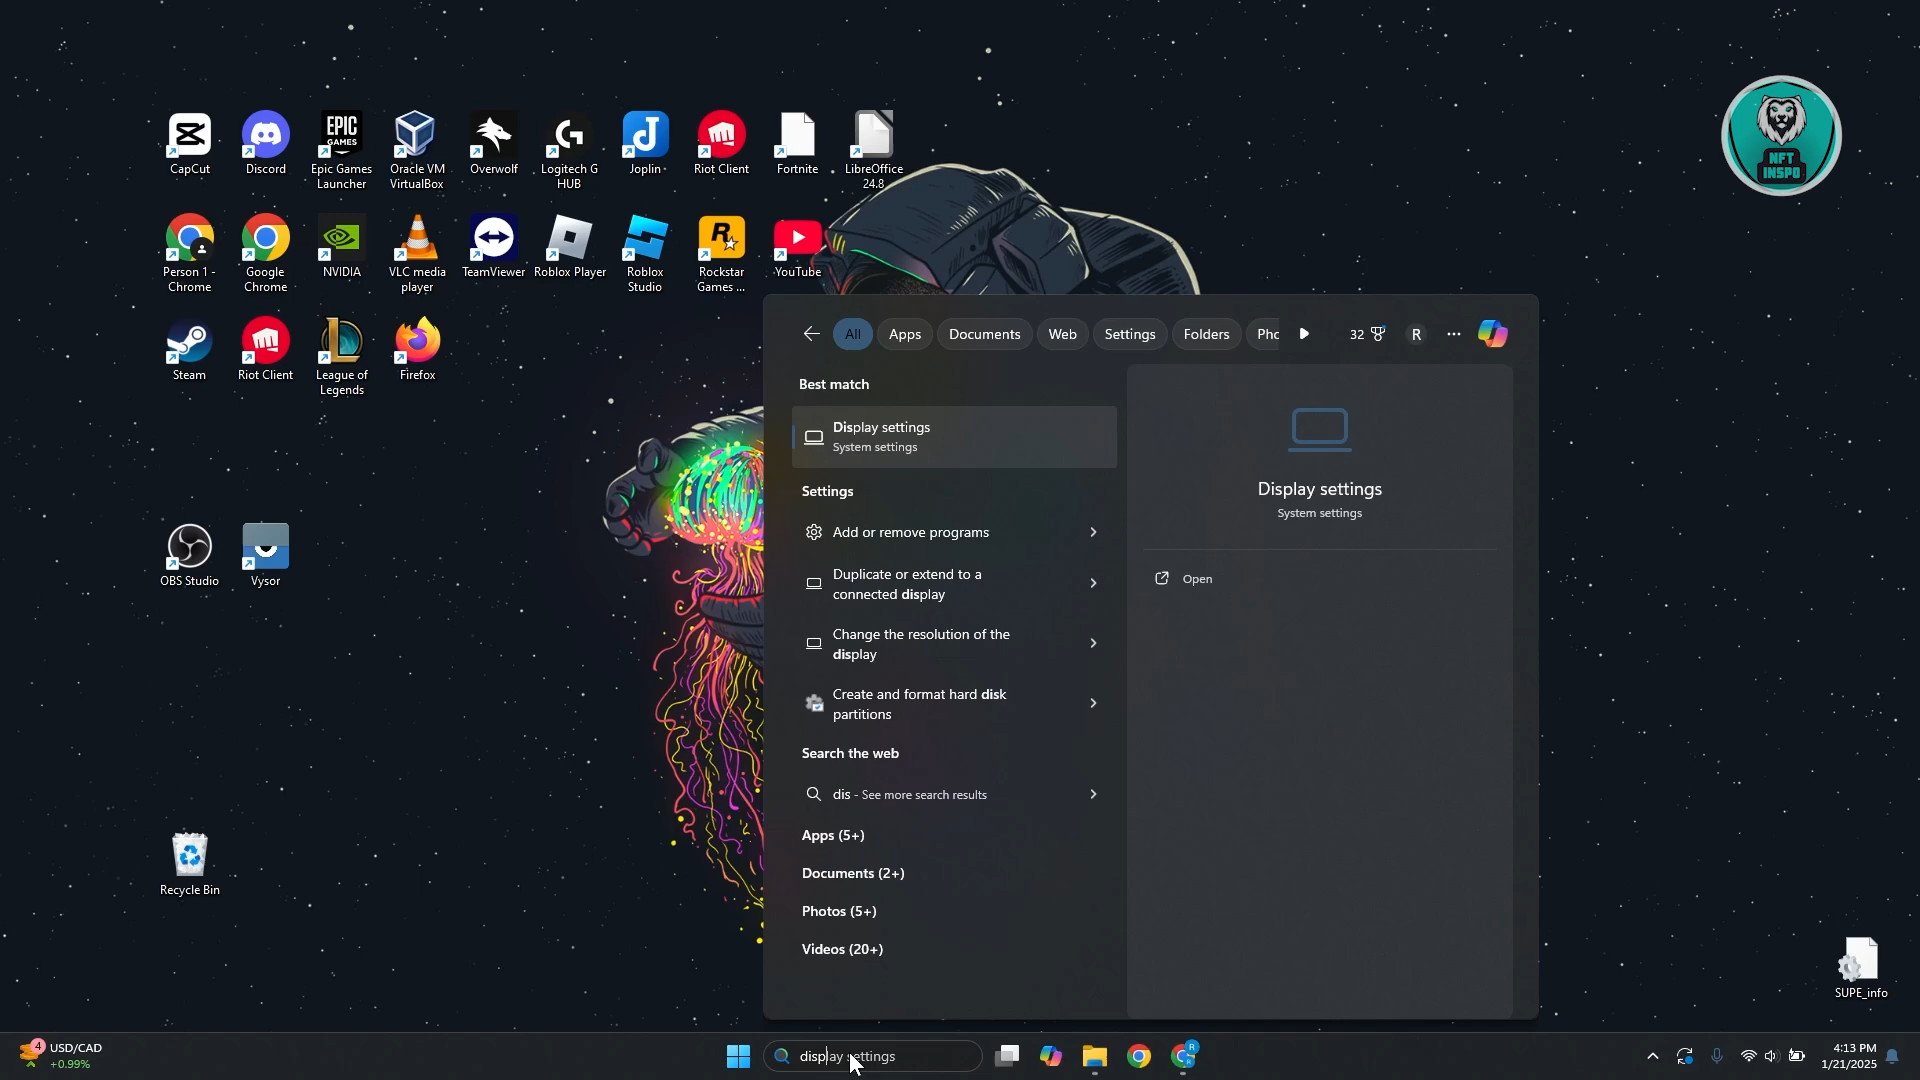 CapCut
Discord
EPIC
GAMES
Epic Games
Launcher
Oracle VM
VirtualBox
Overwolf
Logitech G
HUB
Joplin
Riot Client
Fortnite
LibreOffice
24.8
NFT
INSPO
Person 1 -
Chrome
Google
Chrome
NVIDIA
VLC media
player
TeamViewer
Roblox Player
Roblox
Studio
Rockstar
Games ...
YouTube
Steam
Riot Client
League of
Legends
Firefox
OBS Studio
Vysor
Recycle Bin
SUPE_info
All
Apps
Documents
Web
Settings
Folders
Pho
32
R
Best match
Display settings
System settings
Settings
Add or remove programs
Duplicate or extend to a
connected display
Change the resolution of the
display
Create and format hard disk
partitions
Search the web
dis - See more search results
Apps (5+)
Documents (2+)
Photos (5+)
Videos (20+)
Display settings
System settings
Open
4
USD/CAD
+0.99%
display settings
R
4:13 PM
1/21/2025